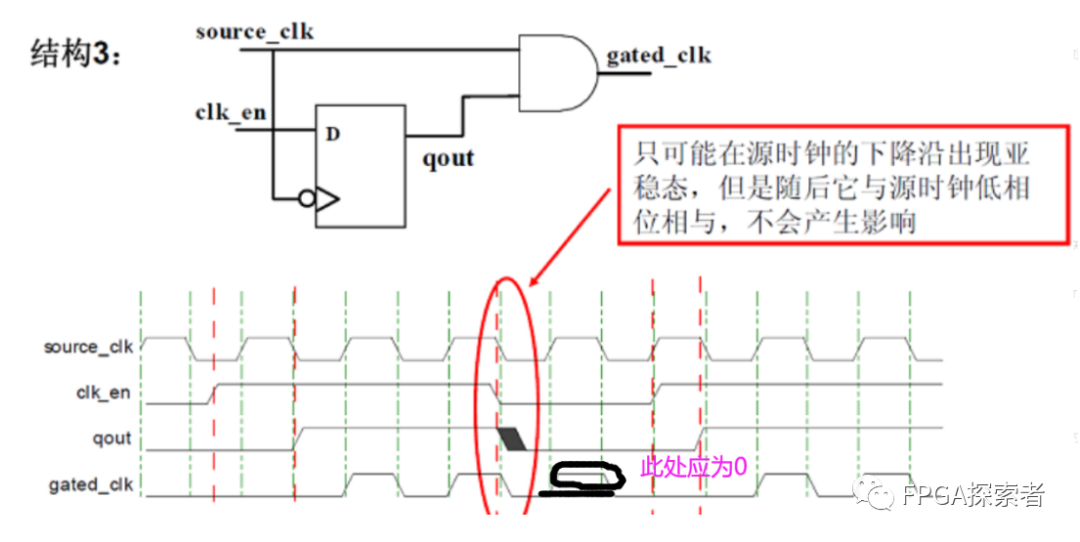 结构3：
source_clk
gated_clk
clk_en
D
qout
只可能在源时钟的下降沿出现亚
稳态，但是随后它与源时钟低相
位相与，不会产生影响
source_clk
clk_en
qout
gated_clk
此处应为0
FPGA探索者